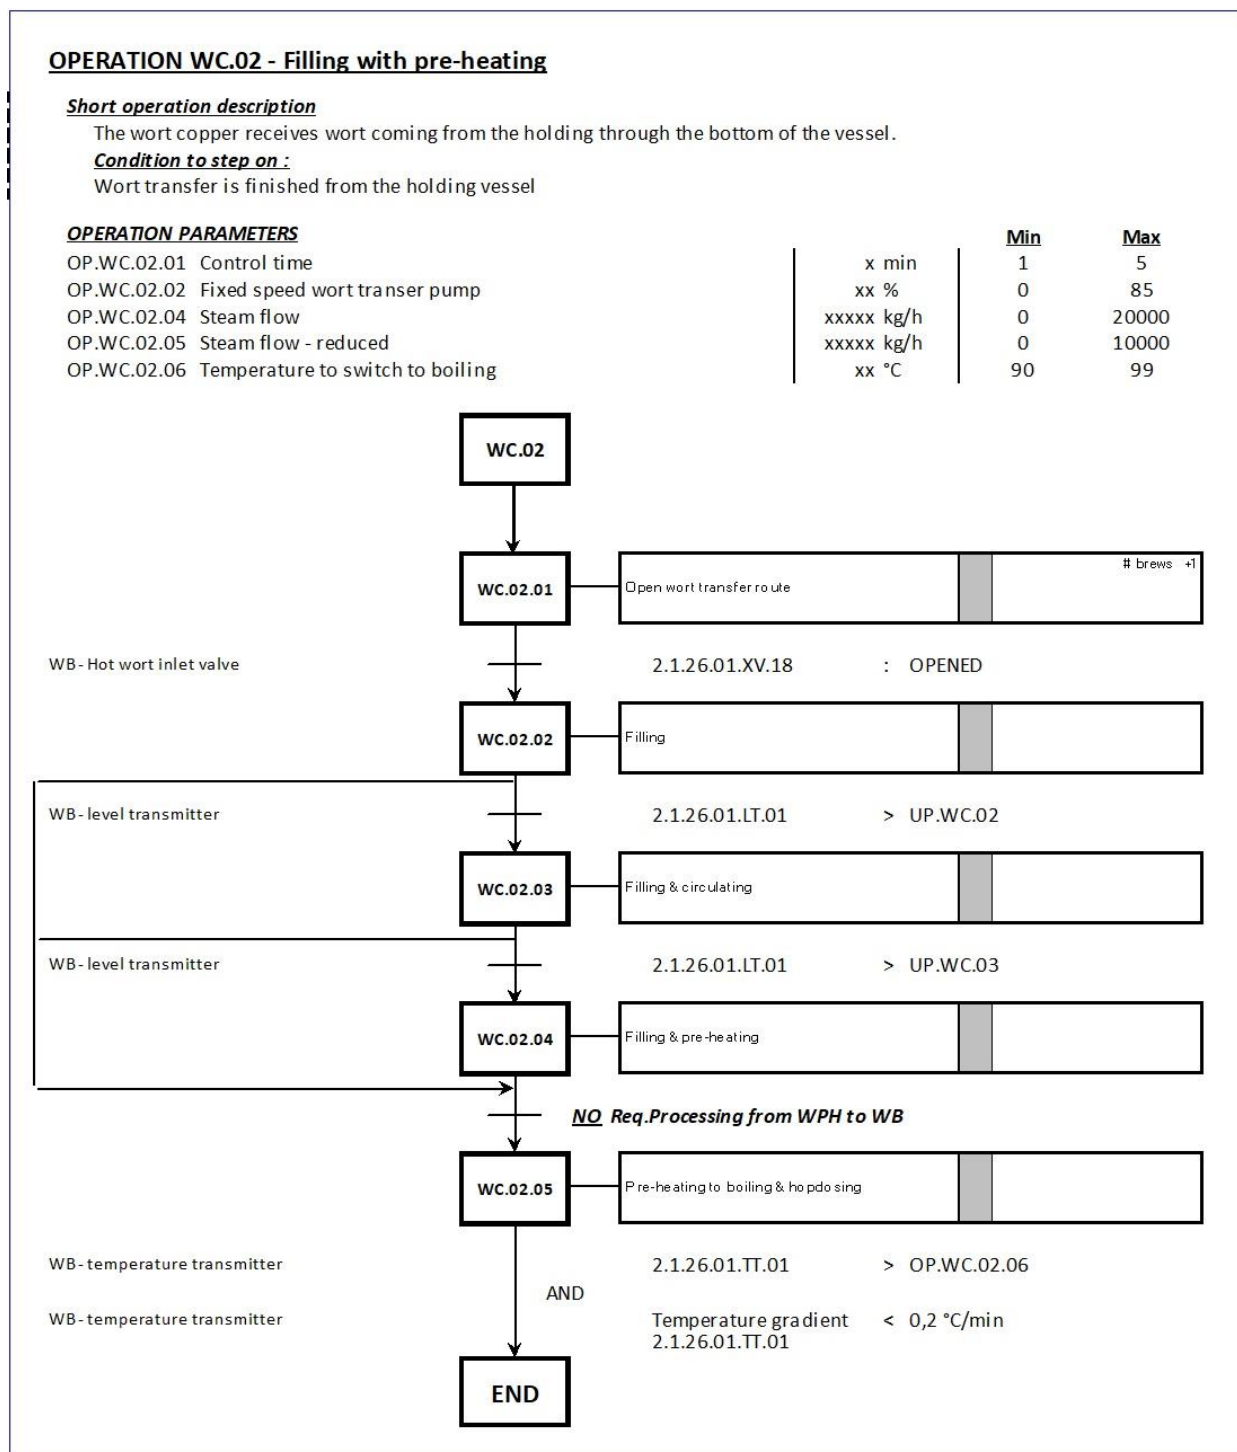 OPERATION WC.02 - Filling with pre-heating
Short operation description
The wort copper receives wort coming from the holding through the bottom of the vessel.
Condition to step on :
Wort transfer is finished from the holding vessel
OPERATION PARAMETERS Min Max
OP.WC.02.01 Control time x min 1 5
OP.WC.02.02 Fixed speed wort transer pump xx % 0 85
OP.WC.02.04 Steam flow xxxxx kg/h 0 20000
OP.WC.02.05 Steam flow - reduced xxxxx kg/h 0 10000
OP.WC.02.06 Temperature to switch to boiling xx °C 90 99
WC.02
# brews +1
WC.02.01 Open wort transfer route
WB- Hot wort inlet valve 2.1.26.01.XV.18 : OPENED
WC.02.02 Filling
WB- level transmitter 2.1.26.01.LT.01 > UP.WC.02
WC.02.03 Filling & circulating
WB- level transmitter 2.1.26.01.LT.01 > UP.WC.03
WC.02.04 Filling & pre-heating
NO Req.Processing from WPH to WB
WC.02.05 Pre-heating to boiling & hopdosing
WB- temperature transmitter 2.1.26.01.TT.01 > OP.WC.02.06
AND
WB- temperature transmitter Temperature gradient < 0,2 °C/min
2.1.26.01.TT.01
END